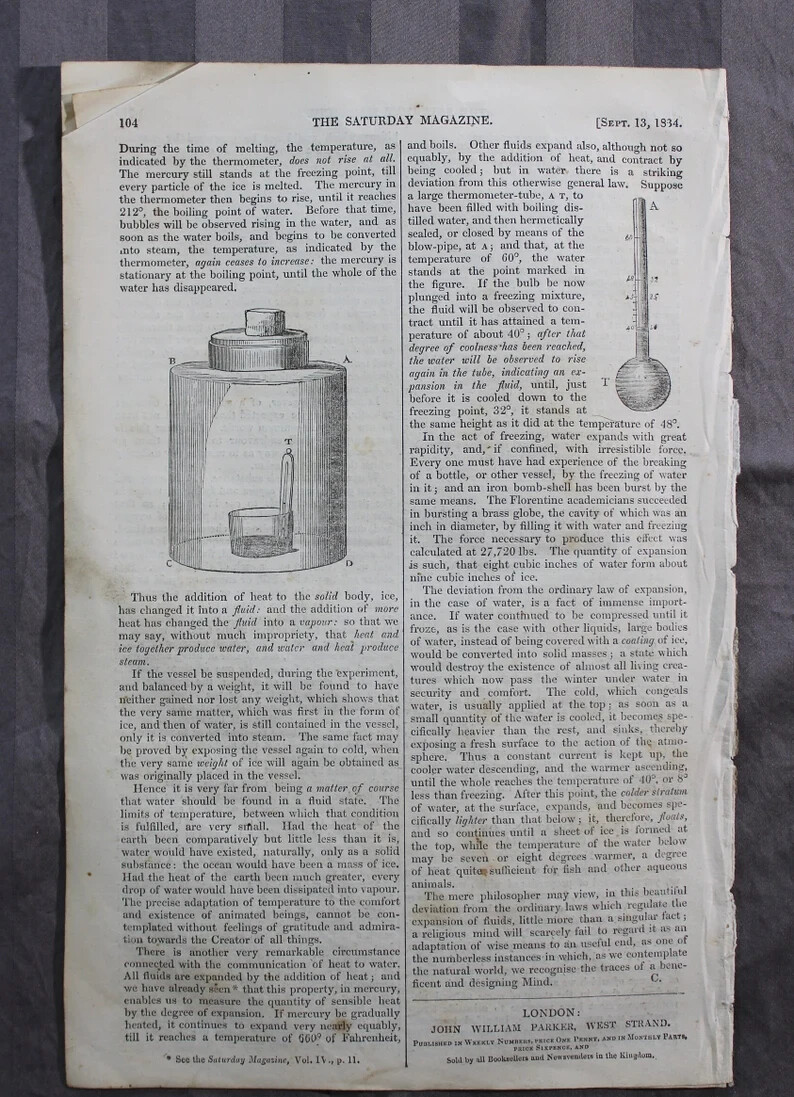 104
THE SATURDAY MAGAZINE.
[SEPT. 13, 1834.
During the time of melting, the temperature, as
indicated by the thermometer, does not rise at all.
The mercury still stands at the freezing point, till
every particle of the ice is melted. The mercury in
the thermometer then begins to rise, until it reaches
212°, the boiling point of water. Before that time,
bubbles will be observed rising in the water, and as
soon as the water boils, and begins to be converted
into steam, the temperature, as indicated by the
thermometer, again ceases to increase: the mercury is
stationary at the boiling point, until the whole of the
water has disappeared.
B
A
T
C
D
Thus the addition of heat to the solid body, ice,
has changed it into a fluid: and the addition of more
heat has changed the fluid into a vapour: so that we
may say, without much impropriety, that heat and
ice together produce water, and water and heat produce
steam.
If the vessel be suspended, during the experiment,
and balanced by a weight, it will be found to have
neither gained nor lost any weight, which shows that
the very same matter, which was first in the form of
ice, and then of water, is still contained in the vessel,
only it is converted into steam. The same fact may
be proved by exposing the vessel again to cold, when
the very same weight of ice will again be obtained as
was originally placed in the vessel.
Hence it is very far from being a matter of course
that water should be found in a fluid state. The
limits of temperature, between which that condition
is fulfilled, are very small. Had the heat of the
earth been comparatively but little less than it is,
water would have existed, naturally, only as a solid
substance: the ocean would have been a mass of ice.
Had the heat of the earth been much greater, every
drop of water would have been dissipated into vapour.
The precise adaptation of temperature to the comfort
and existence of animated beings, cannot be con-
templated without feelings of gratitude and admira-
tion towards the Creator of all things.
There is another very remarkable circumstance
connected with the communication of heat to water.
All fluids are expanded by the addition of heat; and
we have already seen* that this property, in mercury,
enables us to measure the quantity of sensible heat
by the degree of expansion. If mercury be gradually
heated, it continues to expand very nearly equably,
till it reaches a temperature of 660° of Fahrenheit,
* See the Saturday Magazine, Vol. IV., p. 11.
and boils. Other fluids expand also, although not so
equably, by the addition of heat, and contract by
being cooled; but in water there is a striking
deviation from this otherwise general law. Suppose
a large thermometer-tube, A T, to
have been filled with boiling dis-
tilled water, and then hermetically
sealed, or closed by means of the
blow-pipe, at A; and that, at the
temperature of 60°, the water
stands at the point marked in
the figure. If the bulb be now
plunged into a freezing mixture,
the fluid will be observed to con-
tract until it has attained a tem-
perature of about 40°; after that
degree of coolness has been reached,
the water will be observed to rise
again in the tube, indicating an ex-
pansion in the fluid, until, just
before it is cooled down to the
freezing point, 32°, it stands at
the same height as it did at the temperature of 48°.
A
60
T
In the act of freezing, water expands with great
rapidity, and, if confined, with irresistible force.
Every one must have had experience of the breaking
of a bottle, or other vessel, by the freezing of water
in it; and an iron bomb-shell has been burst by the
same means. The Florentine academicians succeeded
in bursting a brass globe, the cavity of which was an
inch in diameter, by filling it with water and freezing
it. The force necessary to produce this effect was
calculated at 27,720 lbs. The quantity of expansion
is such, that eight cubic inches of water form about
nine cubic inches of ice.
The deviation from the ordinary law of expansion,
in the case of water, is a fact of immense import-
ance. If water continued to be compressed until it
froze, as is the case with other liquids, large bodies
of water, instead of being covered with a coating of ice,
would be converted into solid masses; a state which
would destroy the existence of almost all living crea-
tures which now pass the winter under water in
security and comfort. The cold, which congeals
water, is usually applied at the top; as soon as a
small quantity of the water is cooled, it becomes spe-
cifically heavier than the rest, and sinks, thereby
exposing a fresh surface to the action of the atmo-
sphere. Thus a constant current is kept up, the
cooler water descending, and the warmer ascending,
until the whole reaches the temperature of 40°, or 8°
less than freezing. After this point, the colder stratum
of water, at the surface, expands, and becomes spe-
cifically lighter than that below; it, therefore, floats,
and so continues until a sheet of ice is formed at
the top, while the temperature of the water below
may be seven or eight degrees warmer, a degree
of heat quite sufficient for fish and other aqueous
animals.
The mere philosopher may view, in this beautiful
deviation from the ordinary laws which regulate the
expansion of fluids, little more than a singular fact;
a religious mind will scarcely fail to regard it as an
adaptation of wise means to an useful end, as one of
the numberless instances in which, as we contemplate
the natural world, we recognise the traces of a bene-
ficent and designing Mind. C.
LONDON:
JOHN WILLIAM PARKER, WEST STRAND.
PUBLISHED IN WEEKLY NUMBERS, PRICE ONE PENNY, AND IN MONTHLY PARTS,
PRICE SIXPENCE, AND
Sold by all Booksellers and Newsvenders in the Kingdom.